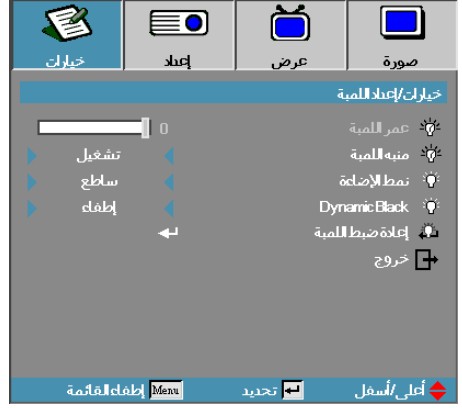 صورة عرض إعداد خيارات
خيارات/إعداد اللمبة
عمر اللمبة 0
منبه اللمبة تشغيل
نمط الإضاءة ساطع
Dynamic Black إطفاء
إعادة ضبط اللمبة
خروج
أعلى/أسفل تحديد Menu إطفاء القائمة